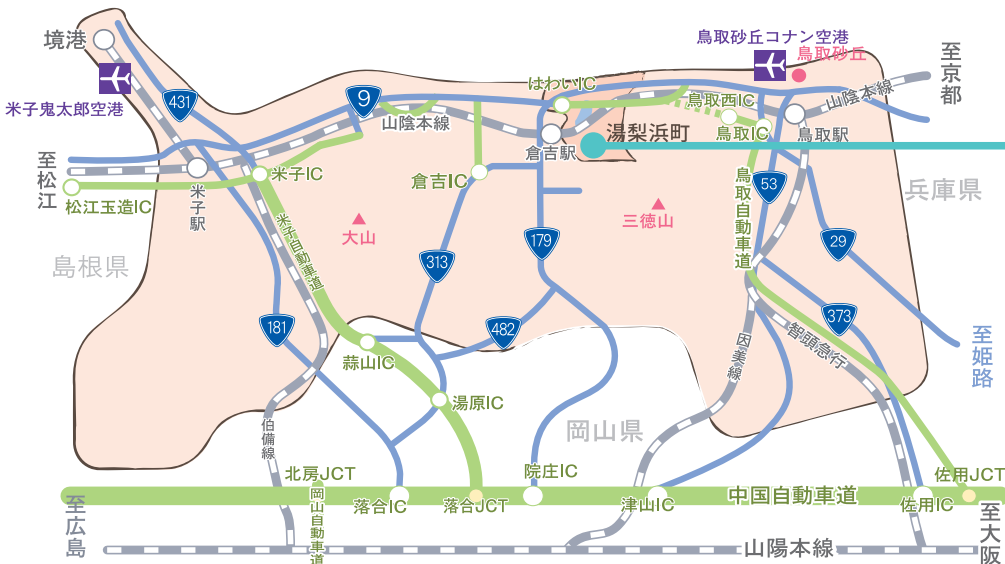 境港
米子鬼太郎空港
431
9
山陰本線
はわいIC
鳥取砂丘コナン空港
鳥取砂丘
至京都
山陰本線
鳥取西IC
鳥取IC
鳥取駅
湯梨浜町
倉吉駅
至松江
松江玉造IC
米子駅
米子IC
倉吉IC
大山
三徳山
鳥取自動車道
53
兵庫県
29
島根県
米子自動車道
313
179
181
482
373
因美線
智頭急行
至姫路
蒜山IC
湯原IC
伯備線
岡山県
北房JCT
岡山自動車道
落合IC
落合JCT
院庄IC
津山IC
中国自動車道
佐用JCT
佐用IC
至広島
山陽本線
至大阪